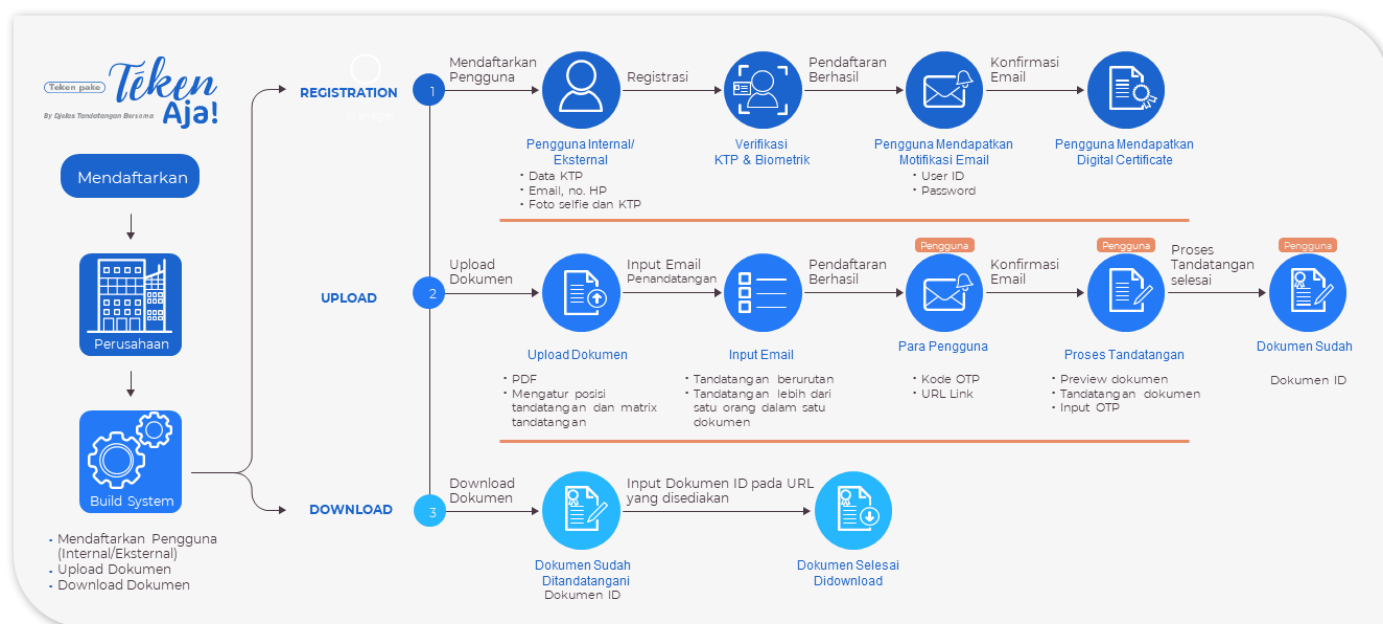 Teken pake
Téken
Aja!
By Djelas Tandatangan Bersama
Mendaftarkan
Perusahaan
Build System
• Mendaftarkan Pengguna
(Internal/Eksternal)
• Upload Dokumen
• Download Dokumen
REGISTRATION
1
Mendaftarkan
Pengguna
Registrasi
Pendaftaran
Berhasil
Konfirmasi
Email
Pengguna Internal/
Eksternal
• Data KTP
• Email, no. HP
• Foto selfie dan KTP
Verifikasi
KTP & Biometrik
Pengguna Mendapatkan
Motifikasi Email
• User ID
• Password
Pengguna Mendapatkan
Digital Certificate
UPLOAD
2
Upload
Dokumen
Input Email
Penandatangan
Pendaftaran
Berhasil
Pengguna
Konfirmasi
Email
Pengguna
Proses
Tandatangan
selesai
Pengguna
Upload Dokumen
• PDF
• Mengatur posisi
tandatangan dan matrix
tandatangan
Input Email
• Tandatangan berurutan
• Tandatangan lebih dari
satu orang dalam satu
dokumen
Para Pengguna
• Kode OTP
• URL Link
Proses Tandatangan
• Preview dokumen
• Tandatangan dokumen
• Input OTP
Dokumen Sudah
Dokumen ID
DOWNLOAD
3
Download
Dokumen
Input Dokumen ID pada URL
yang disediakan
Dokumen Sudah
Ditandatangani
Dokumen ID
Dokumen Selesai
Didownload